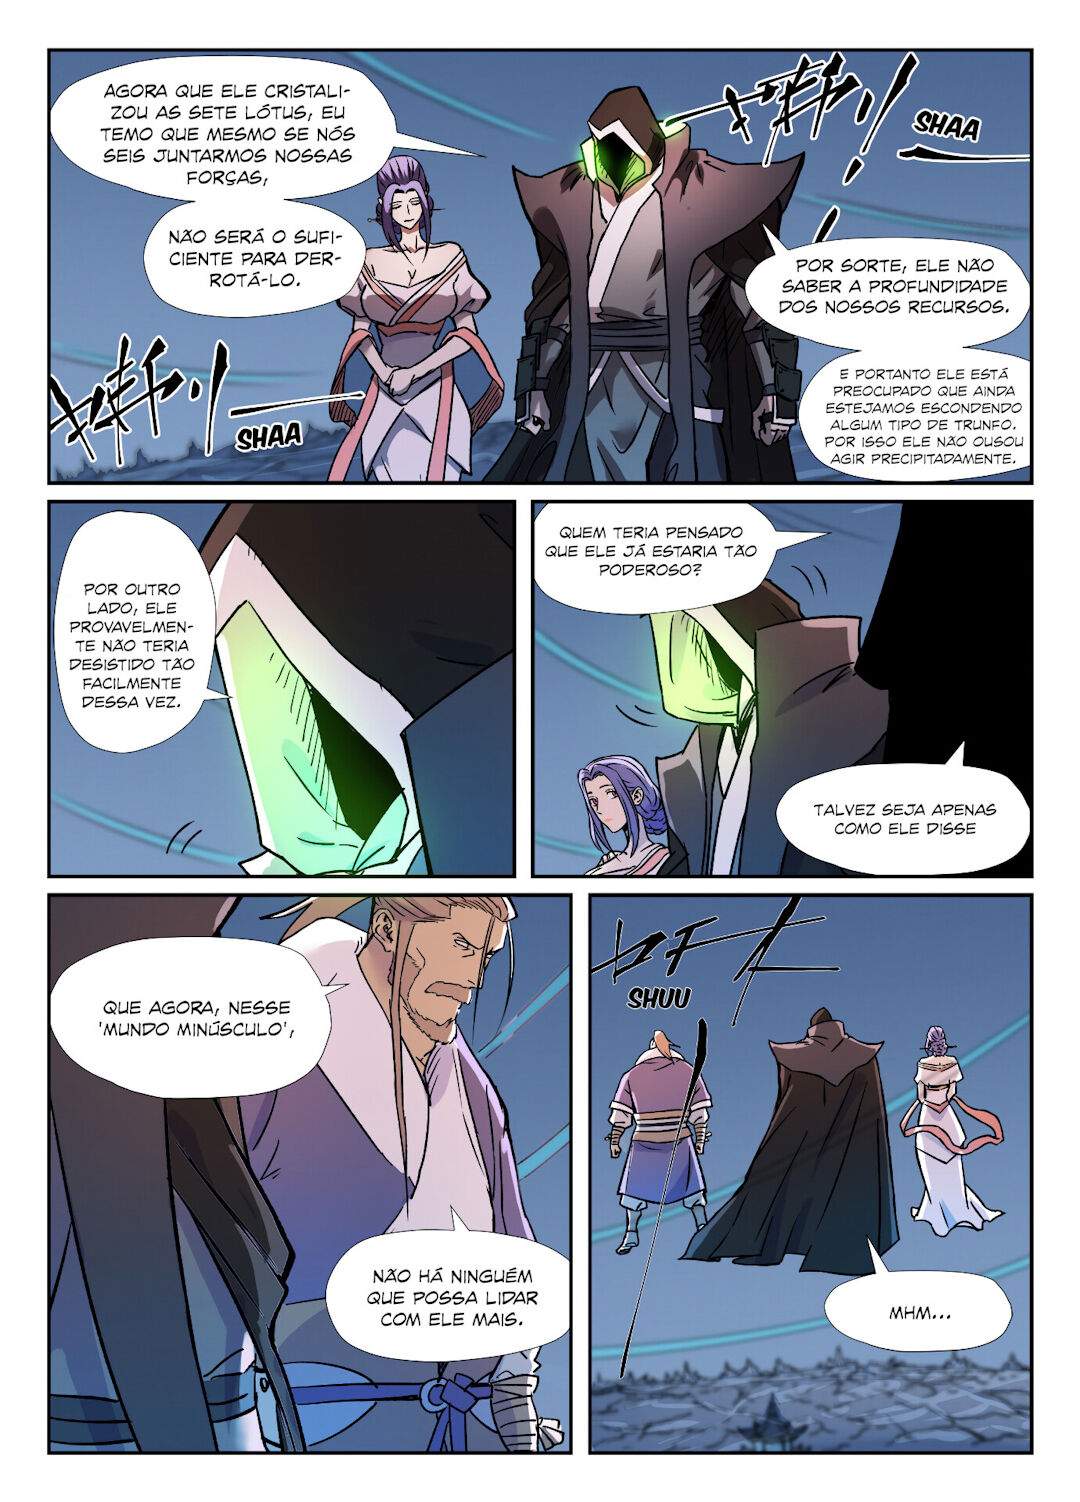 AGORA QUE ELE CRISTALI-
ZOU AS SETE LÓTUS, EU
TEMO QUE MESMO SE NÓS
SEIS JUNTARMOS NOSSAS
FORÇAS,
NÃO SERÁ O SUFI-
CIENTE PARA DER-
ROTÁ-LO.
SHAA
POR SORTE, ELE NÃO
SABER A PROFUNDIDADE
DOS NOSSOS RECURSOS.
E PORTANTO ELE ESTÁ
PREOCUPADO QUE AINDA
ESTEJAMOS ESCONDENDO
ALGUM TIPO DE TRUNFO.
POR ISSO ELE NÃO OUSOU
AGIR PRECIPITADAMENTE.
SHAA
POR OUTRO
LADO, ELE
PROVAVELMEN-
TE NÃO TERIA
DESISTIDO TÃO
FACILMENTE
DESSA VEZ.
QUEM TERIA PENSADO
QUE ELE JÁ ESTARIA TÃO
PODEROSO?
TALVEZ SEJA APENAS
COMO ELE DISSE
QUE AGORA, NESSE
'MUNDO MINÚSCULO',
NÃO HÁ NINGUÉM
QUE POSSA LIDAR
COM ELE MAIS.
SHUU
MHM...